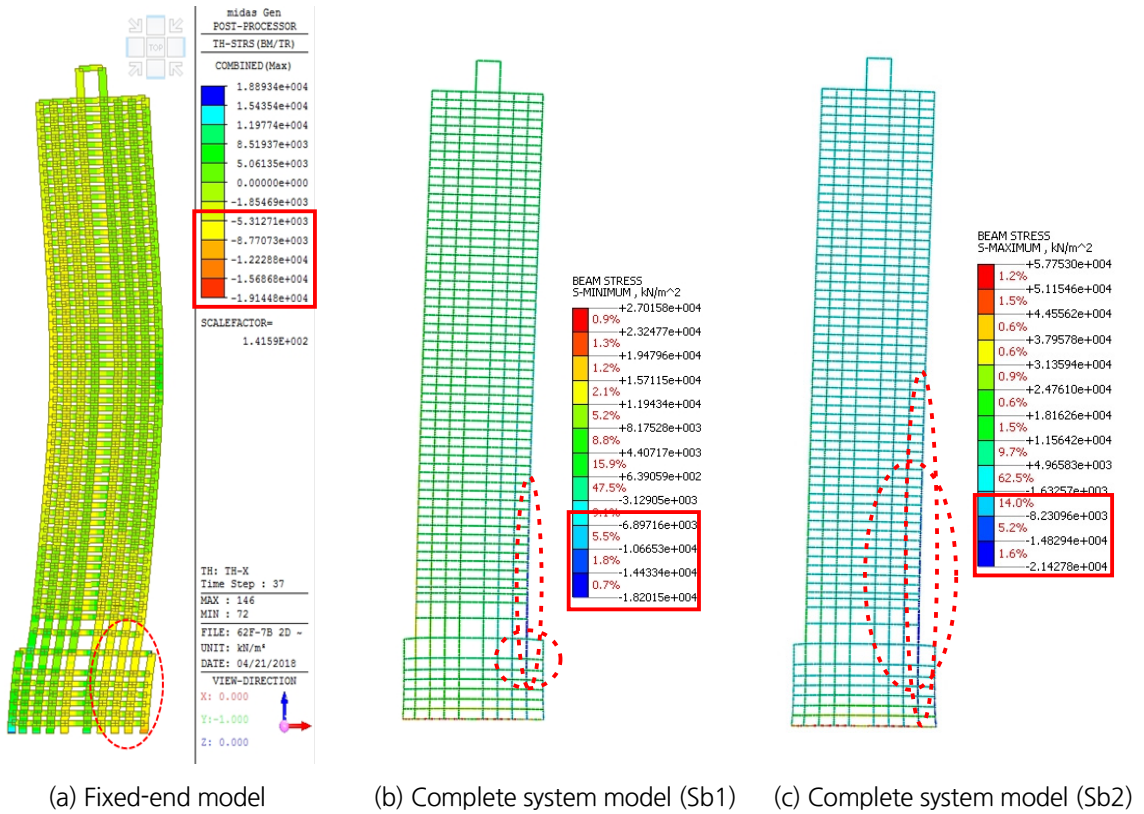 midas Gen
POST-PROCESSOR
TH-STRS(BM/TR)
COMBINED(Max)
1.88934e+004
1.54354e+004
1.19774e+004
8.51937e+003
5.06135e+003
0.00000e+000
-1.85469e+003
-5.31271e+003
-8.77073e+003
-1.22288e+004
-1.56868e+004
-1.91448e+004
SCALEFACTOR=
1.4159E+002
TH: TH-X
Time Step : 37
MAX : 146
MIN : 72
FILE: 62F-7B 2D ~
UNIT: kN/m²
DATE: 04/21/2018
VIEW-DIRECTION
X: 0.000
Y:-1.000
Z: 0.000
TOP
BEAM STRESS
S-MINIMUM , kN/m^2
+2.70158e+004
0.9%
+2.32477e+004
1.3%
+1.94796e+004
1.2%
+1.57115e+004
2.1%
+1.19434e+004
5.2%
+8.17528e+003
8.8%
+4.40717e+003
15.9%
+6.39059e+002
47.5%
-3.12905e+003
9.1%
-6.89716e+003
5.5%
-1.06653e+004
1.8%
-1.44334e+004
0.7%
-1.82015e+004
BEAM STRESS
S-MAXIMUM , kN/m^2
+5.77530e+004
1.2%
+5.11546e+004
1.5%
+4.45562e+004
0.6%
+3.79578e+004
0.6%
+3.13594e+004
0.9%
+2.47610e+004
0.6%
+1.81626e+004
1.5%
+1.15642e+004
9.7%
+4.96583e+003
62.5%
-1.63257e+003
14.0%
-8.23096e+003
5.2%
-1.48294e+004
1.6%
-2.14278e+004
(a) Fixed-end model
(b) Complete system model (Sb1)
(c) Complete system model (Sb2)